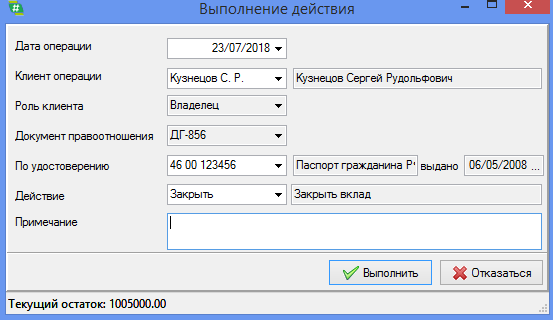 Выполнение действия
Дата операции 23/07/2018
Клиент операции Кузнецов С. Р. Кузнецов Сергей Рудольфович
Роль клиента Владелец
Документ правоотношения ДГ-856
По удостоверению 46 00 123456 Паспорт гражданина выдано 06/05/2008 ...
Действие Закрыть Закрыть вклад
Примечание
Выполнить Отказаться
Текущий остаток: 1005000.00